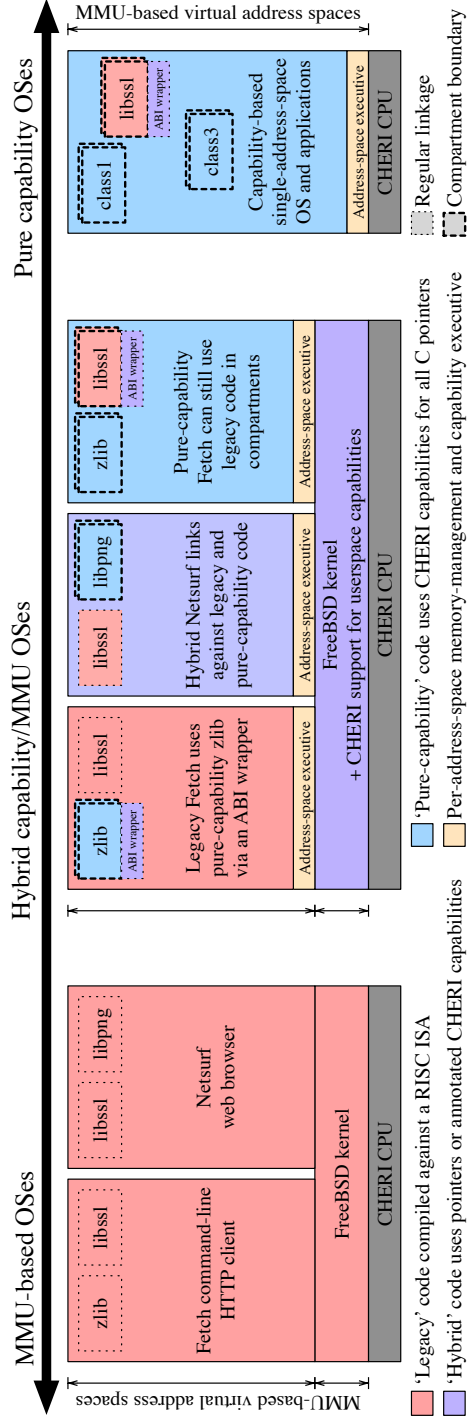 MMU-based OSes
Hybrid capability/MMU OSes
Pure capability OSes
MMU-based virtual address spaces
zlib
libssl
Fetch command-line
HTTP client
libssl
libpng
Netsurf
web browser
FreeBSD kernel
CHERI CPU
zlib
ABI wrapper
libssl
Legacy Fetch uses
pure-capability zlib
via an ABI wrapper
Address-space executive
libssl
libpng
Hybrid Netsurf links
against legacy and
pure-capability code
Address-space executive
zlib
libssl
ABI wrapper
Pure-capability
Fetch can still use
legacy code in
compartments
Address-space executive
FreeBSD kernel
+ CHERI support for userspace capabilities
CHERI CPU
MMU-based virtual address spaces
class1
libssl
ABI wrapper
class3
Capability-based
single-address-space
OS and applications
Address-space executive
CHERI CPU
‘Legacy’ code compiled against a RISC ISA
‘Pure-capability’ code uses CHERI capabilities for all C pointers
Regular linkage
‘Hybrid’ code uses pointers or annotated CHERI capabilities
Per-address-space memory-management and capability executive
Compartment boundary